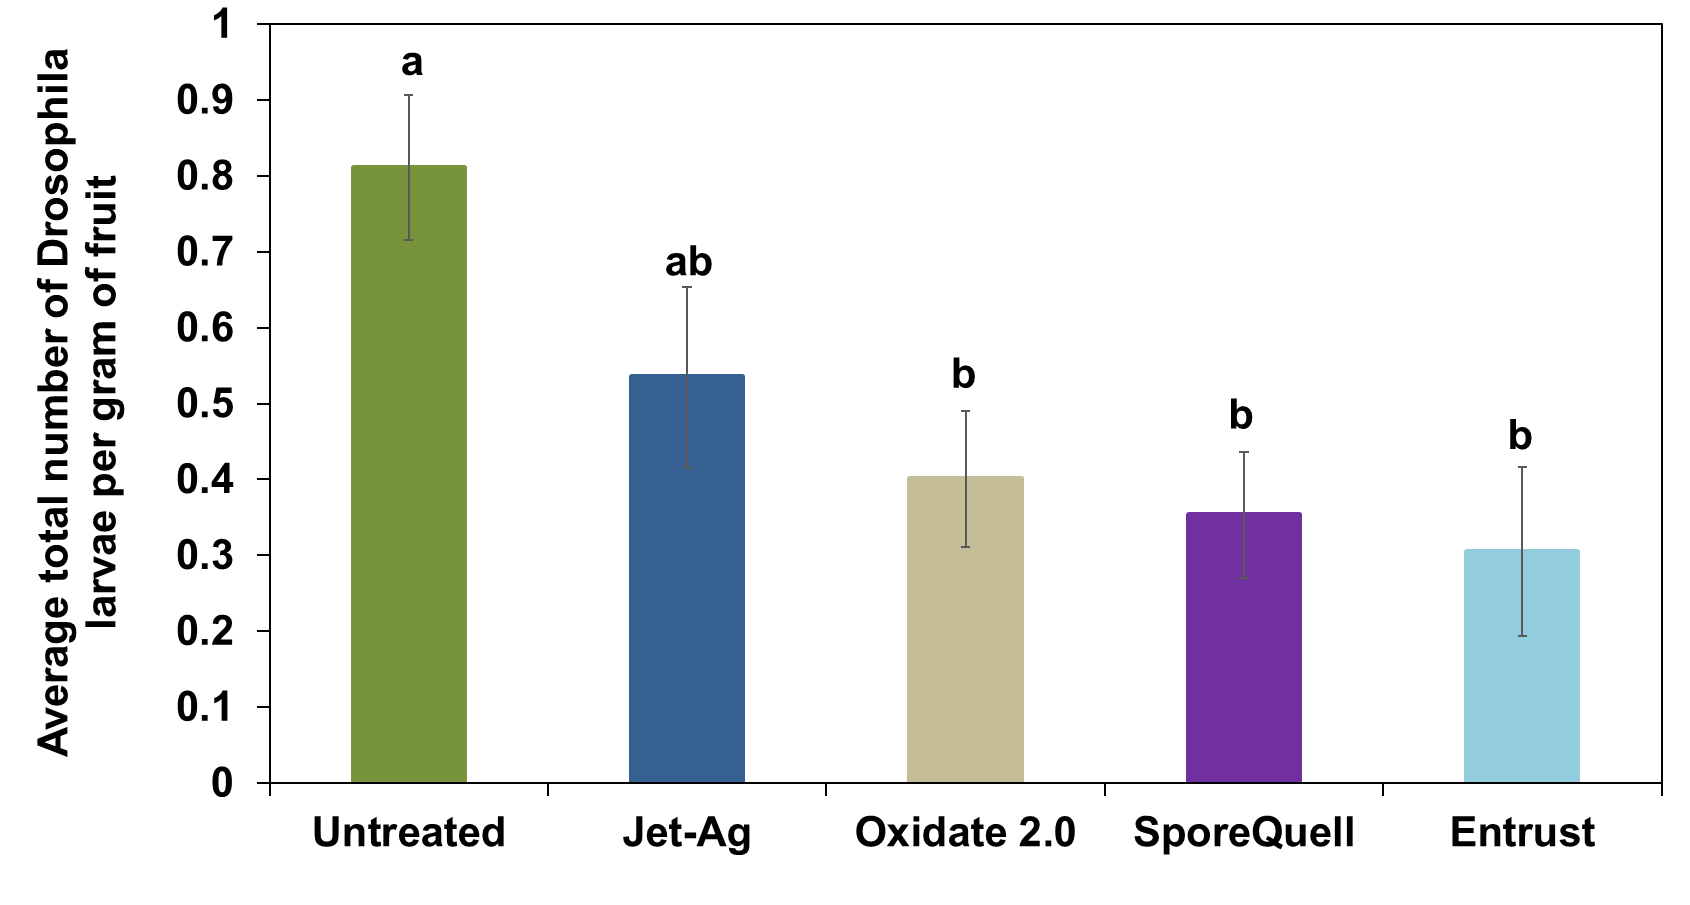 Average total number of Drosophila
larvae per gram of fruit
1
0.9
0.8
0.7
0.6
0.5
0.4
0.3
0.2
0.1
0
a
ab
b
b
b
Untreated
Jet-Ag
Oxidate 2.0
SporeQuell
Entrust